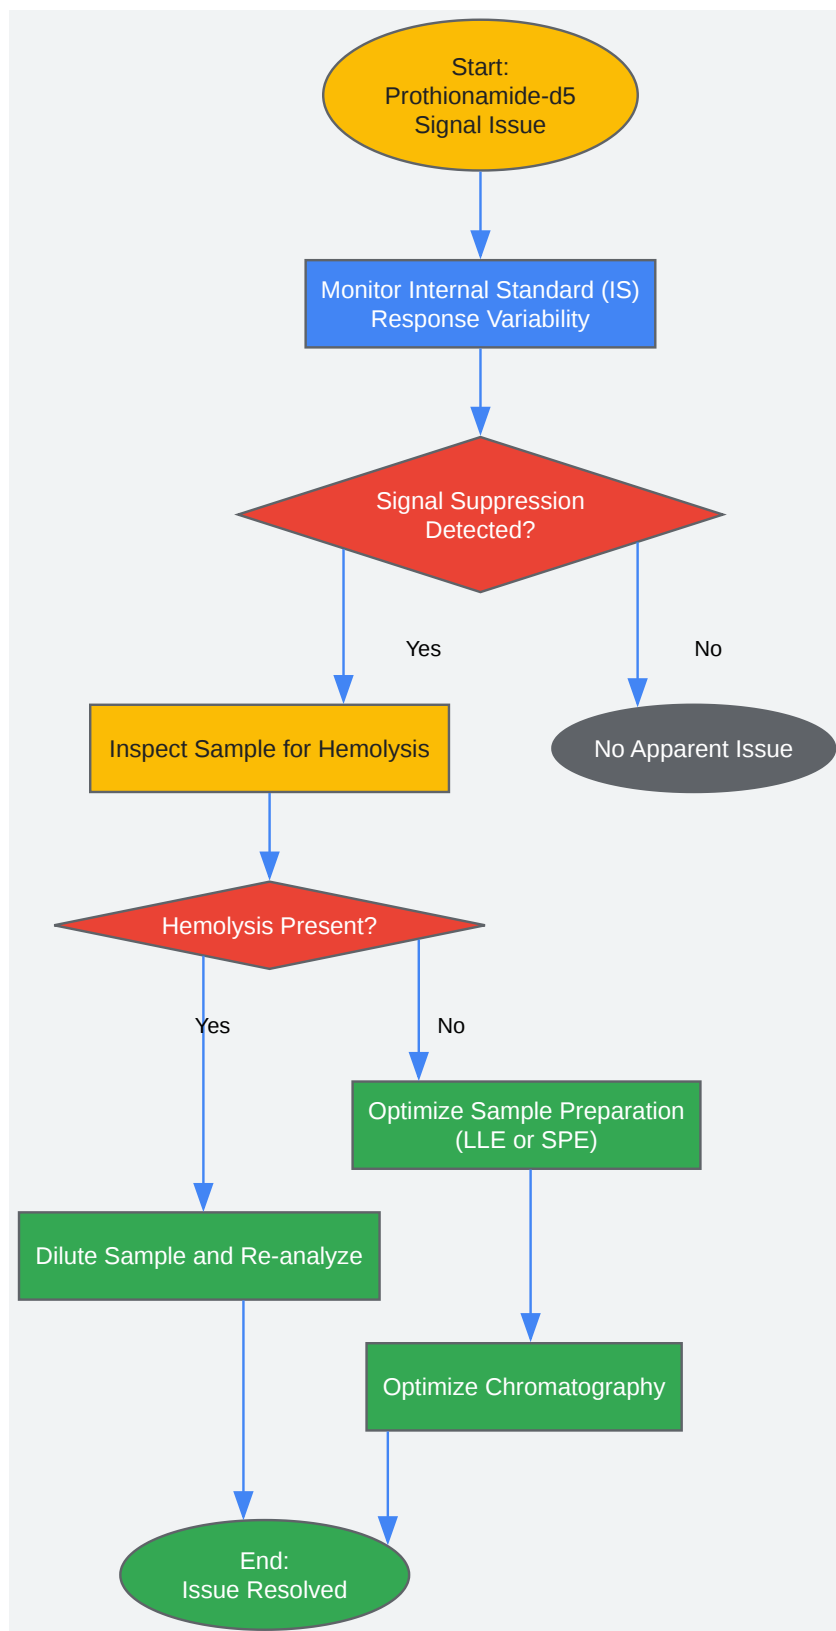 Start:
Prothionamide-d5
Signal Issue
Monitor Internal Standard (IS)
Response Variability
Signal Suppression
Detected?
Yes
No
Inspect Sample for Hemolysis
No Apparent Issue
Hemolysis Present?
Yes
No
Optimize Sample Preparation
(LLE or SPE)
Dilute Sample and Re-analyze
Optimize Chromatography
End:
Issue Resolved